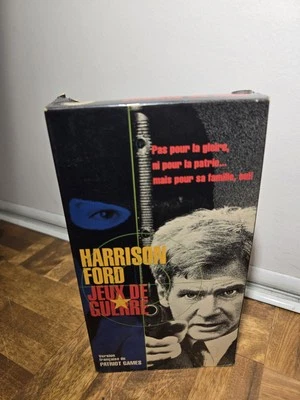 Pas pour la gloire,
ni pour la patrie...
mais pour sa famille, oui!
HARRISON
FORD
JEUX DE
GUERRE
Version
française de
PATRIOT GAMES